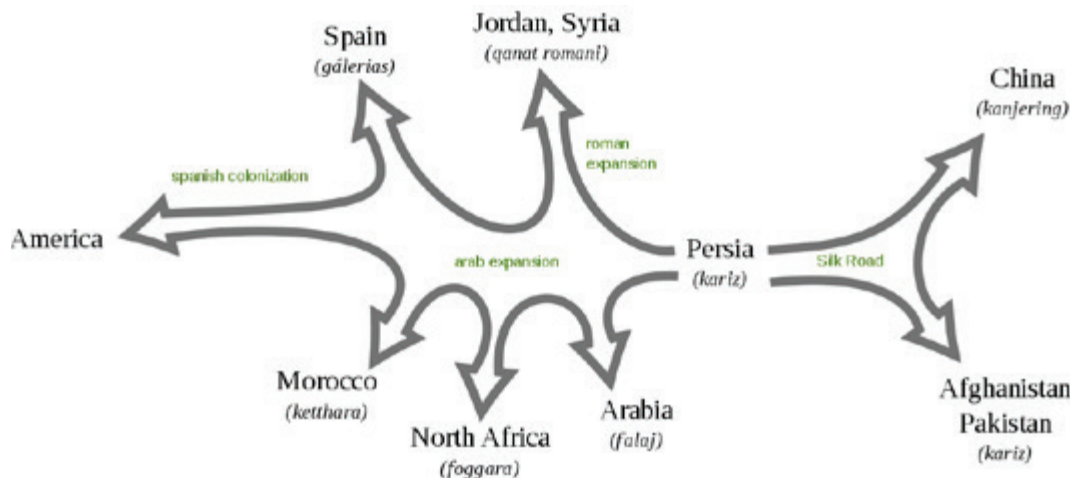 Spain
(gálerias)
Jordan, Syria
(qanat romani)
China
(kanjering)
roman
expansion
spanish colonization
America
arab expansion
Persia
(kariz)
Silk Road
Morocco
(ketthara)
North Africa
(foggara)
Arabia
(falaj)
Afghanistan
Pakistan
(kariz)